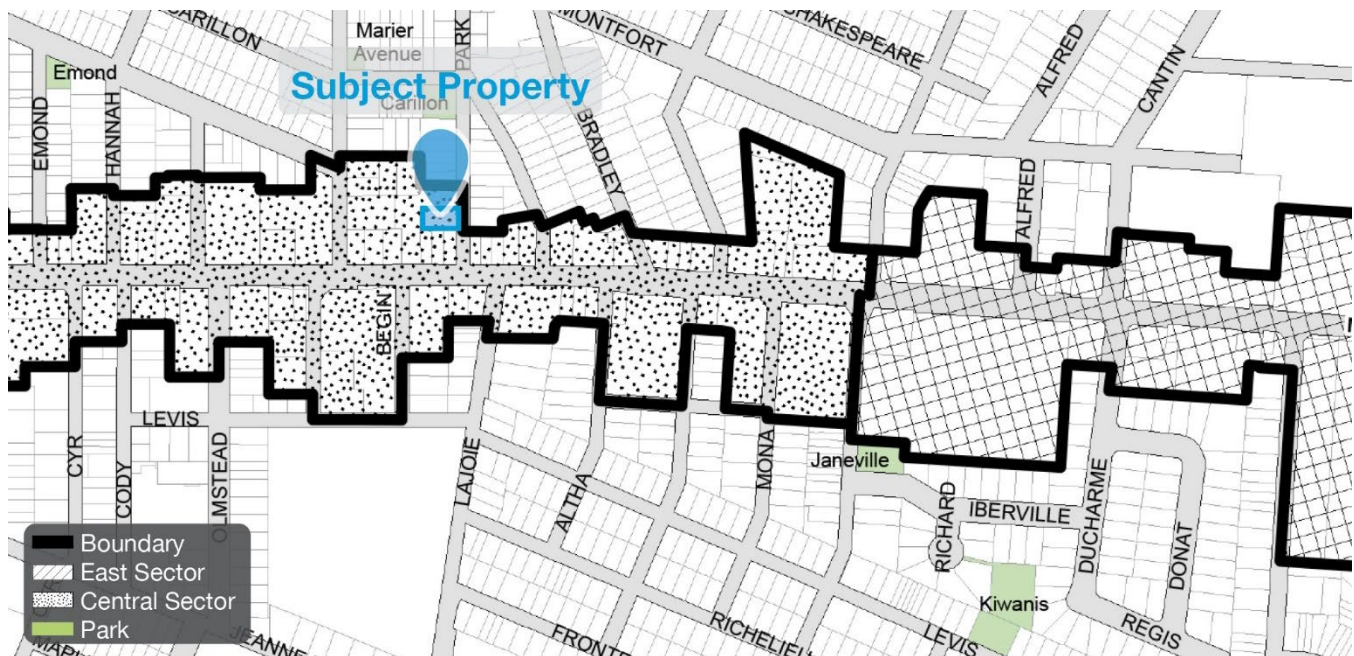 CARILLON
Marier
Avenue
PARK
MONTFORT
SHAKESPEARE
ALFRED
CANTIN
Emond
Subject Property
Carillon
EMOND
HANNAH
BRADLEY
ALFRED
BEGIN
LEVIS
CYR
CODY
OLMSTEAD
LAJOIE
ALTHA
MONA
Janeville
RICHARD
IBERVILLE
DUCHARME
DONAT
Kiwanis
REGIS
Boundary
East Sector
Central Sector
Park
JEANNE
FRONT
RICHELIEU
LEVIS